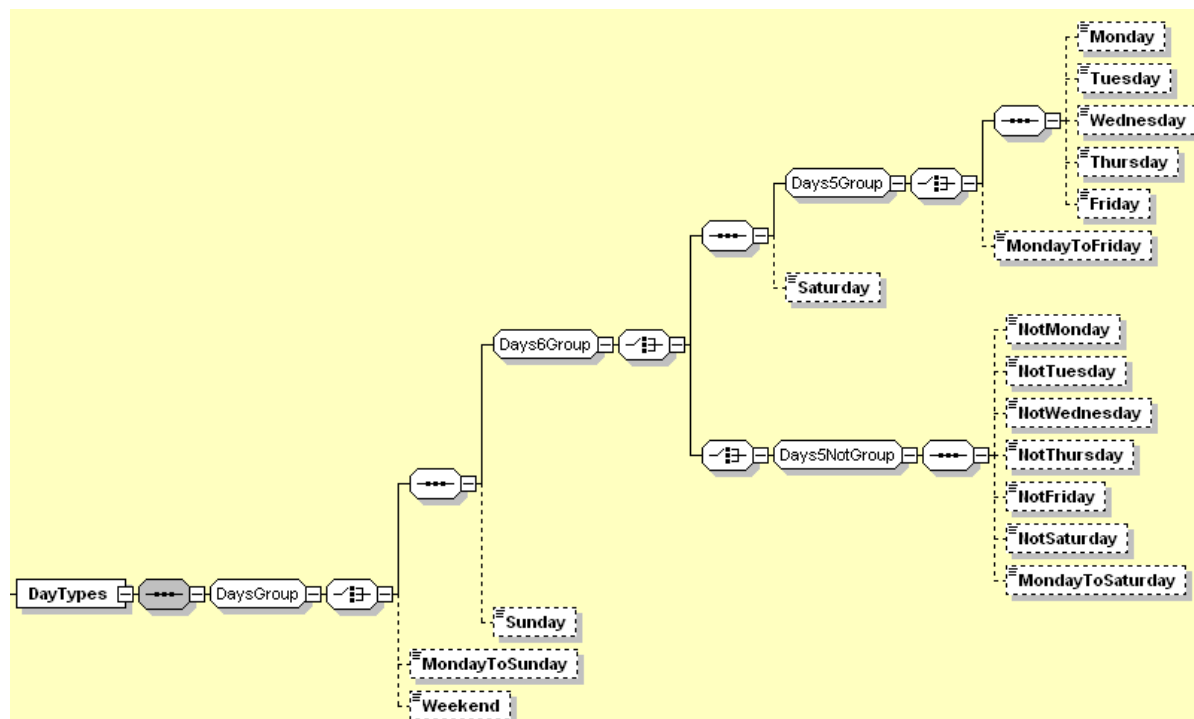 Monday
Tuesday
Wednesday
Thursday
Days5Group
Friday
MondayToFriday
Saturday
NotMonday
Days6Group
NotTuesday
NotWednesday
Days5NotGroup
NotThursday
NotFriday
NotSaturday
MondayToSaturday
DayTypes
DaysGroup
Sunday
MondayToSunday
Weekend